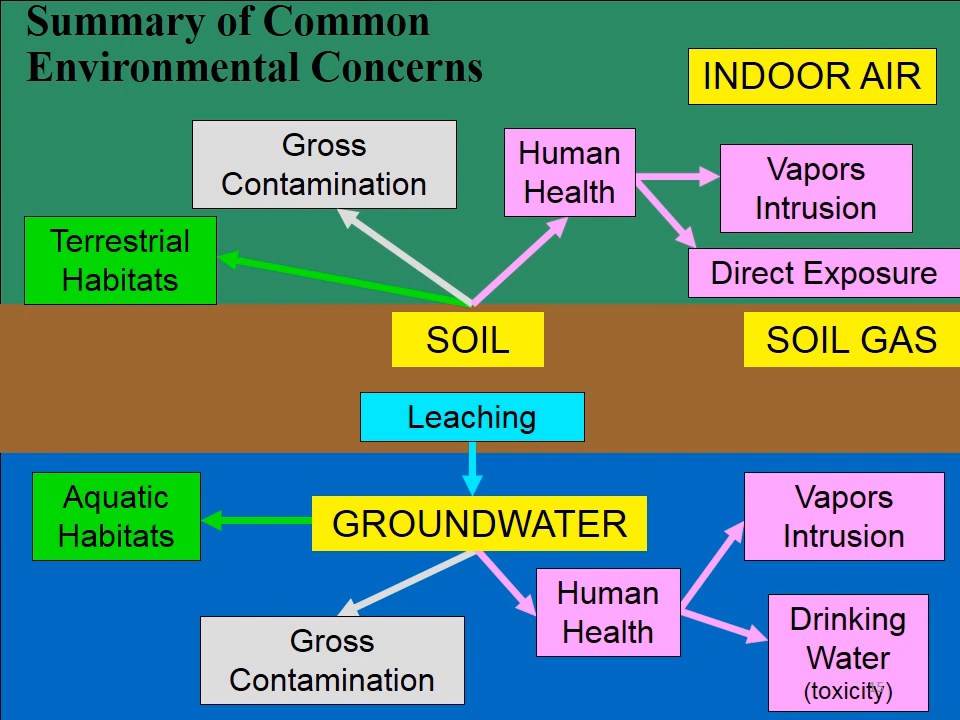 Summary of Common
Environmental Concerns
INDOOR AIR
Gross
Contamination
Human
Health
Vapors
Intrusion
Terrestrial
Habitats
Direct Exposure
SOIL
SOIL GAS
Leaching
Aquatic
Habitats
GROUNDWATER
Vapors
Intrusion
Human
Health
Gross
Contamination
Drinking
Water
(toxicity)